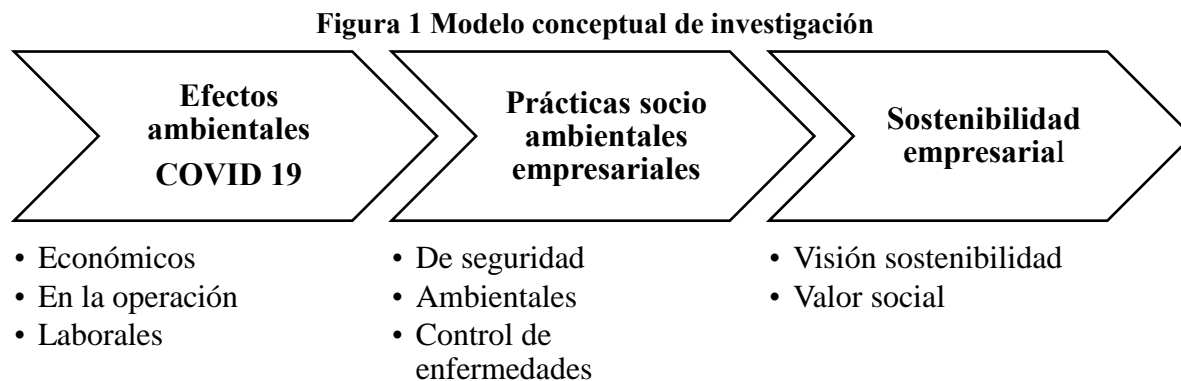 Figura 1 Modelo conceptual de investigación
Efectos
ambientales
COVID 19
Prácticas socio
ambientales
empresariales
Sostenibilidad
empresarial
• Económicos
• En la operación
• Laborales
• De seguridad
• Ambientales
• Control de
enfermedades
• Visión sostenibilidad
• Valor social